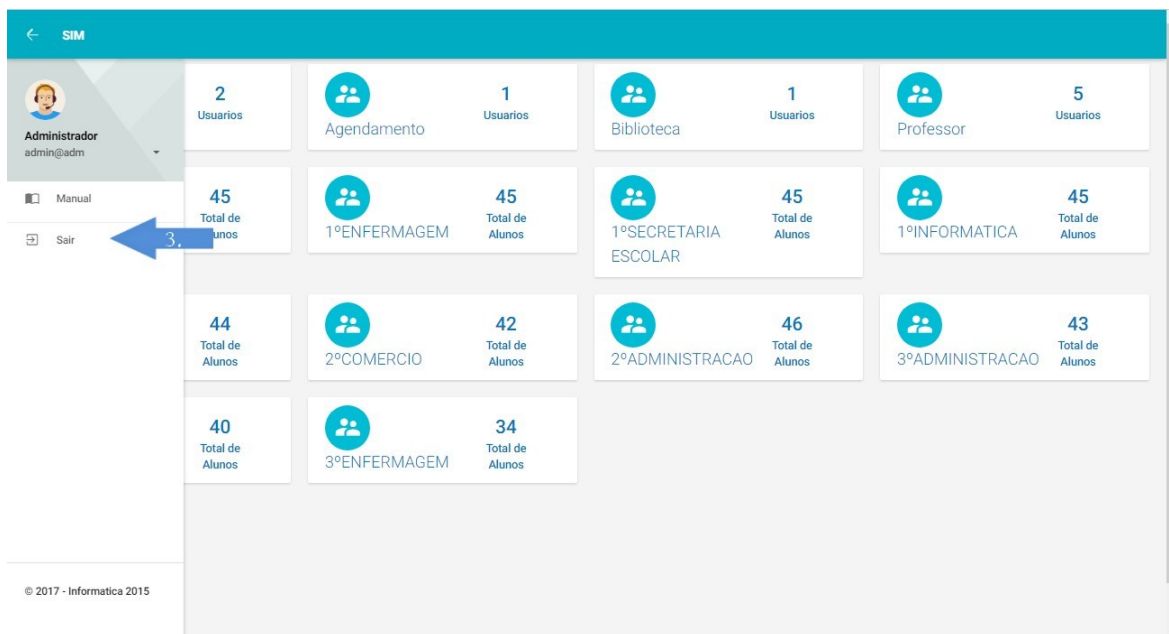 SIM
Administrador
admin@adm
Manual
Sair
3.
© 2017 - Informatica 2015
2
Usuarios
Agendamento
1
Usuarios
Biblioteca
1
Usuarios
Professor
5
Usuarios
45
Total de
unos
1ºENFERMAGEM
45
Total de
Alunos
1ºSECRETARIA
ESCOLAR
45
Total de
Alunos
1ºINFORMATICA
45
Total de
Alunos
44
Total de
Alunos
2ºCOMERCIO
42
Total de
Alunos
2ºADMINISTRACAO
46
Total de
Alunos
3ºADMINISTRACAO
43
Total de
Alunos
40
Total de
Alunos
3ºENFERMAGEM
34
Total de
Alunos